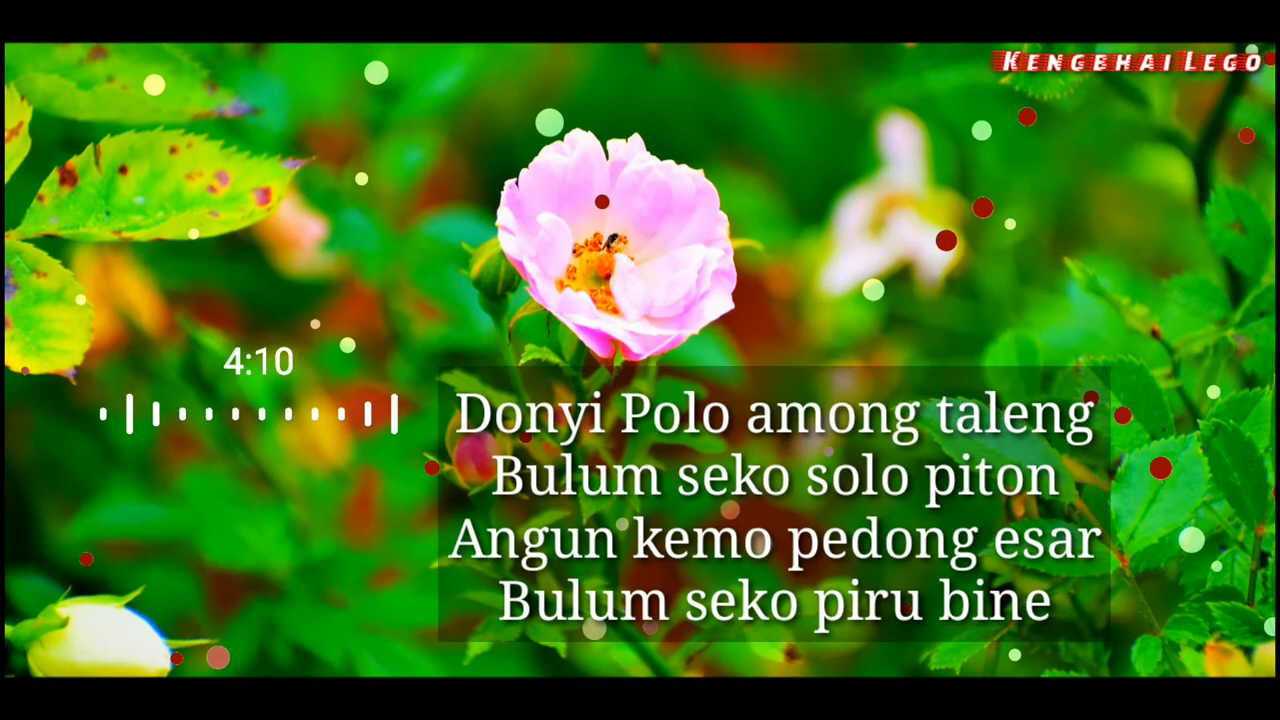 KENGBHAI LEGO
4:10
Donyi Polo among taleng
Bulum seko solo piton
Angun kemo pedong esar
Bulum seko piru bine